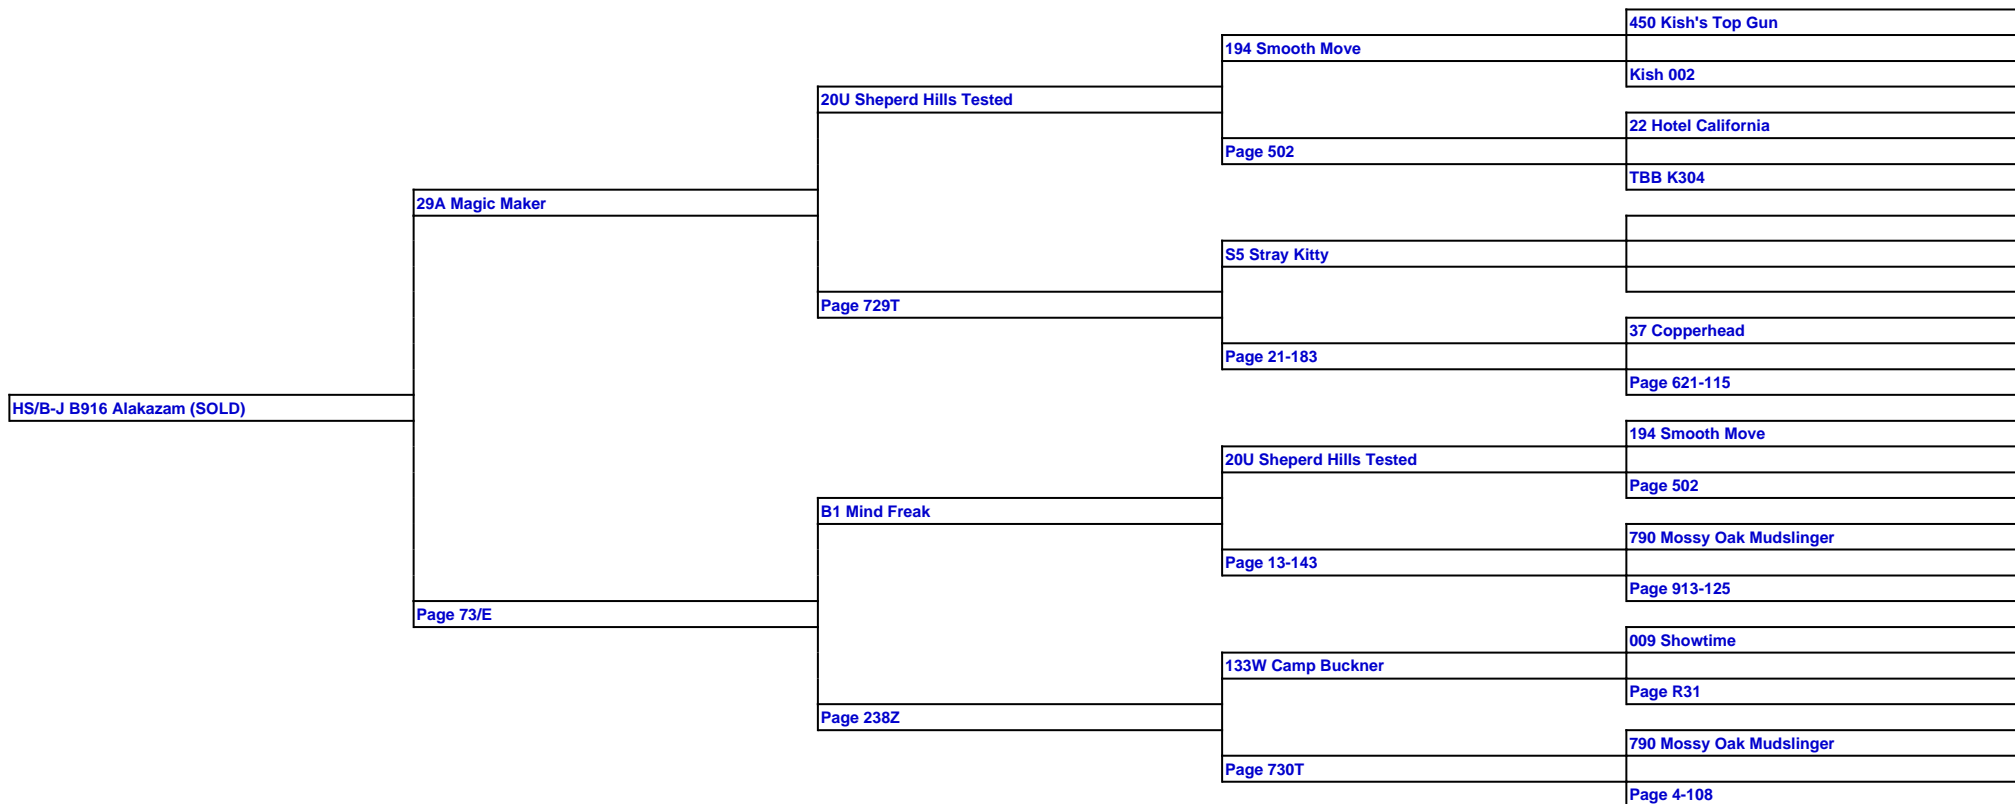 450 Kish's Top Gun
194 Smooth Move
Kish 002
20U Sheperd Hills Tested
22 Hotel California
Page 502
TBB K304
29A Magic Maker
S5 Stray Kitty
Page 729T
37 Copperhead
Page 21-183
Page 621-115
HS/B-J B916 Alakazam (SOLD)
194 Smooth Move
20U Sheperd Hills Tested
Page 502
B1 Mind Freak
790 Mossy Oak Mudslinger
Page 13-143
Page 913-125
Page 73/E
009 Showtime
133W Camp Buckner
Page R31
Page 238Z
790 Mossy Oak Mudslinger
Page 730T
Page 4-108